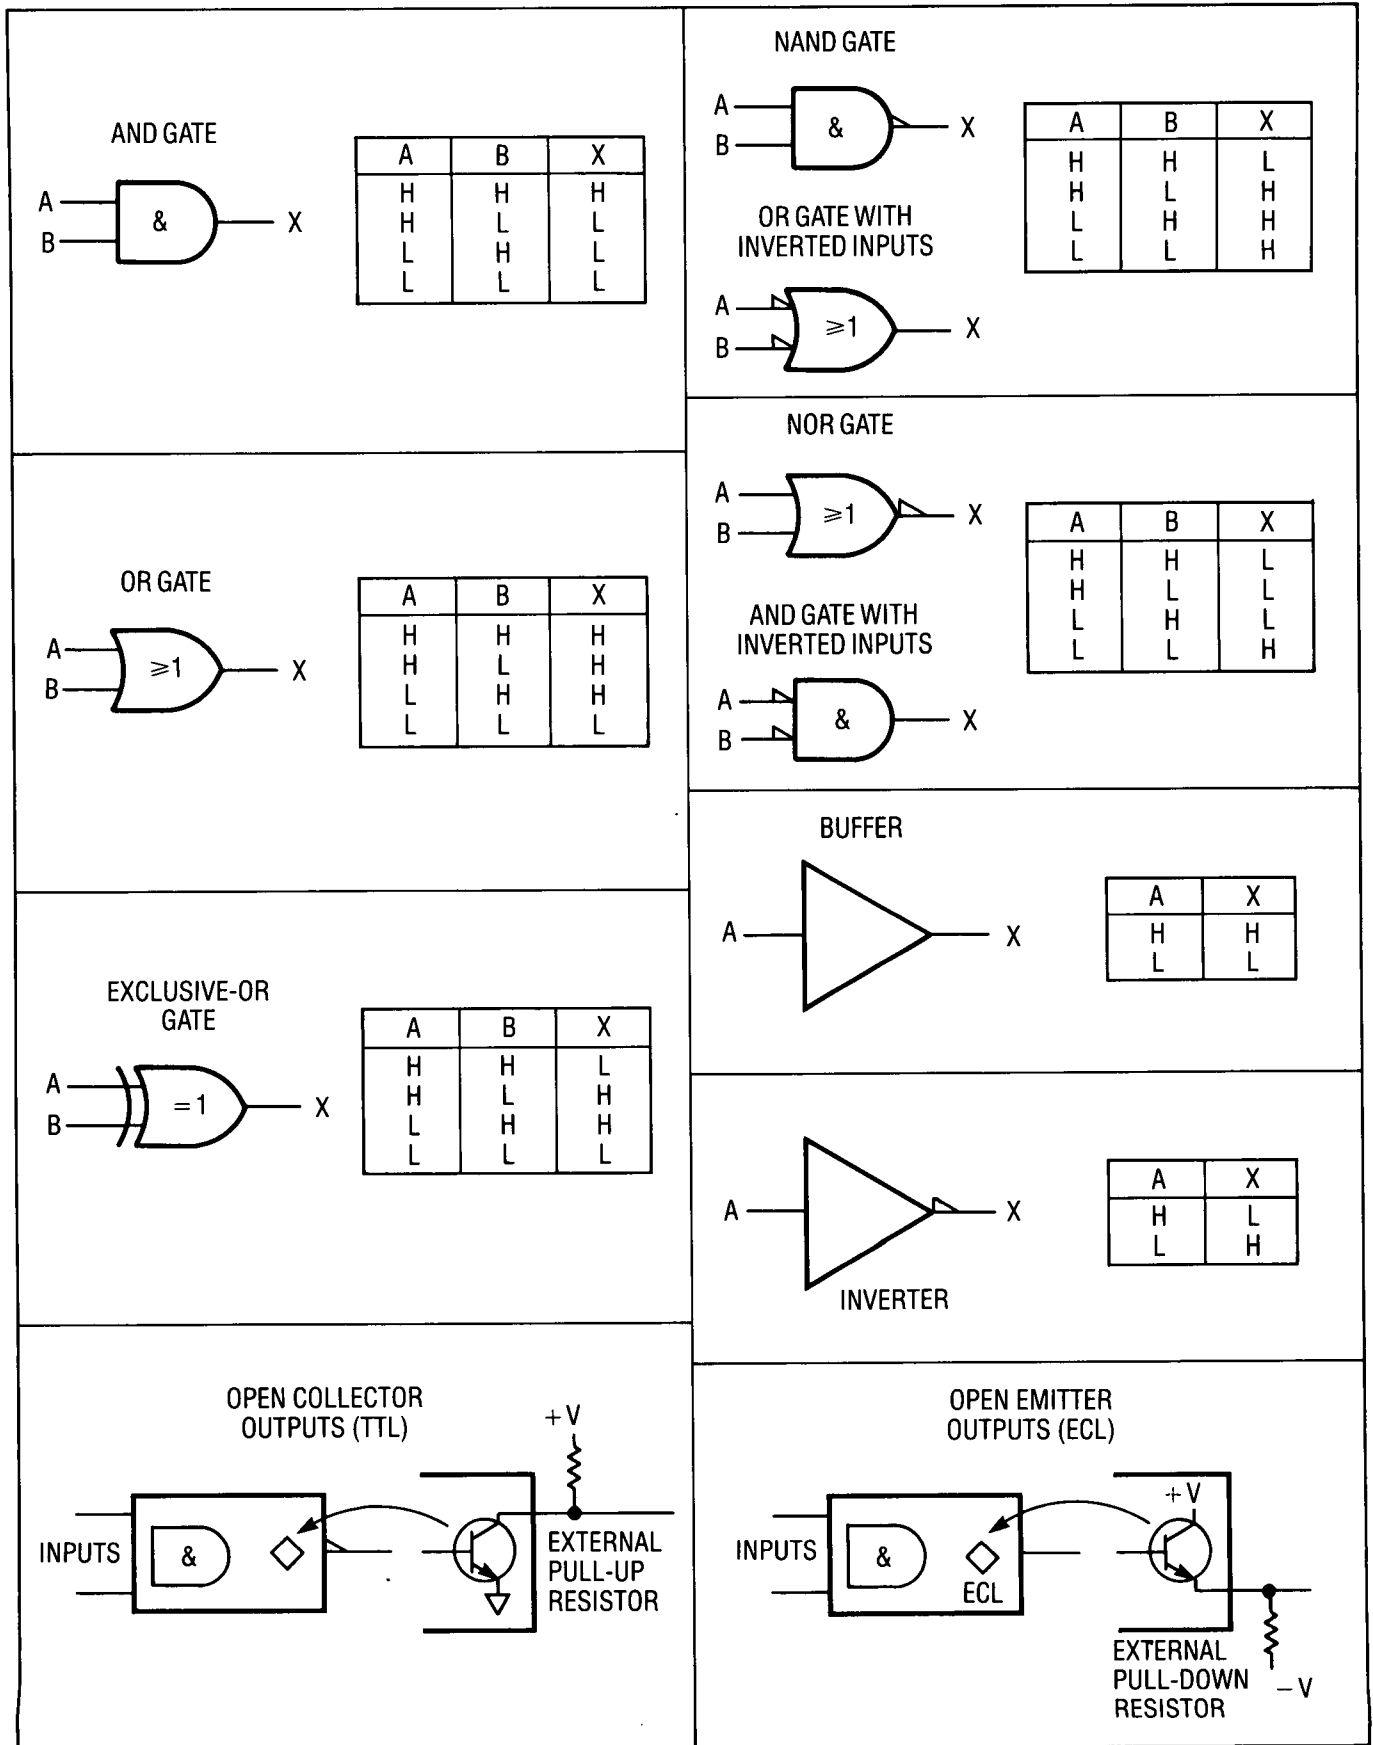 AND GATE
A
B
&
X
A B X
H H H
H L L
L H L
L L L
NAND GATE
A
B
&
X
OR GATE WITH
INVERTED INPUTS
A
B
≥1
X
A B X
H H L
H L H
L H H
L L H
OR GATE
A
B
≥1
X
A B X
H H H
H L H
L H H
L L L
NOR GATE
A
B
≥1
X
AND GATE WITH
INVERTED INPUTS
A
B
&
X
A B X
H H L
H L L
L H L
L L H
EXCLUSIVE-OR
GATE
A
B
=1
X
A B X
H H L
H L H
L H H
L L L
BUFFER
A
X
A X
H H
L L
A
X
INVERTER
A X
H L
L H
OPEN COLLECTOR
OUTPUTS (TTL)
+V
INPUTS
&
EXTERNAL
PULL-UP
RESISTOR
OPEN EMITTER
OUTPUTS (ECL)
+V
INPUTS
&
ECL
EXTERNAL
PULL-DOWN
RESISTOR
−V